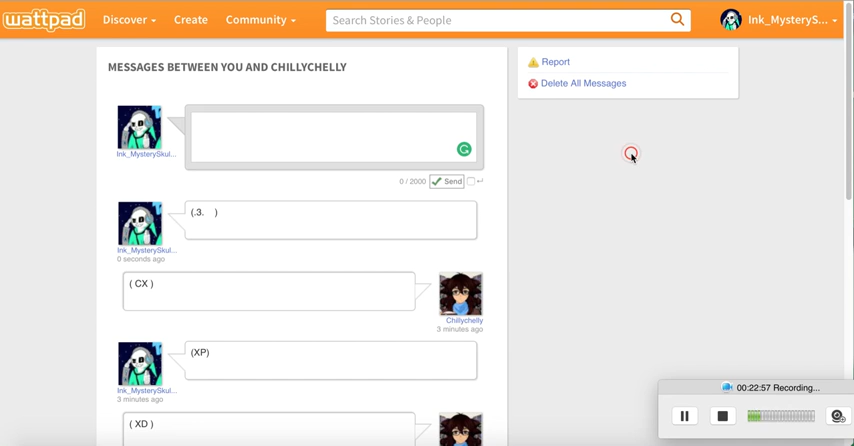 wattpad Discover Create Community Search Stories & People Ink_MysteryS...
MESSAGES BETWEEN YOU AND CHILLYCHELLY
Report
Delete All Messages
Ink_MysterySkul...
0 / 2000 Send
(.3. )
Ink_MysterySkul...
0 seconds ago
( CX )
Chillychelly
3 minutes ago
(XP)
Ink_MysterySkul...
3 minutes ago
00:22:57 Recording...
( XD )